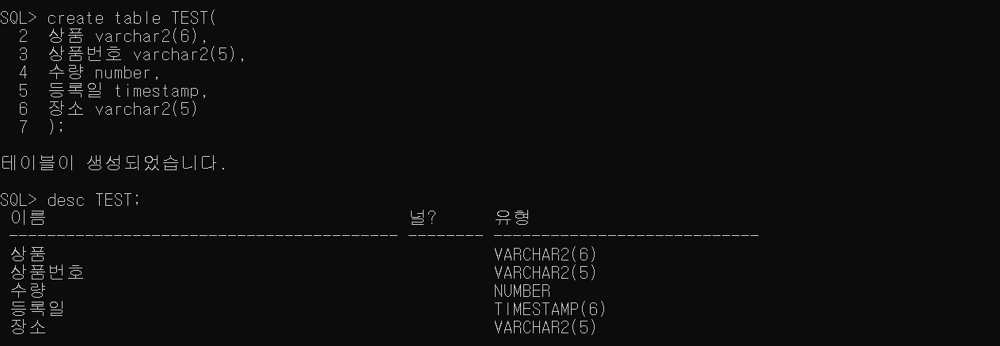 SQL> create table TEST(
  2  상품 varchar2(6),
  3  상품번호 varchar2(5),
  4  수량 number,
  5  등록일 timestamp,
  6  장소 varchar2(5)
  7  );
테이블이 생성되었습니다.
SQL> desc TEST;
 이름                                      널?      유형
 ----------------------------------------- -------- ----------------------------
 상품                                               VARCHAR2(6)
 상품번호                                           VARCHAR2(5)
 수량                                               NUMBER
 등록일                                             TIMESTAMP(6)
 장소                                               VARCHAR2(5)